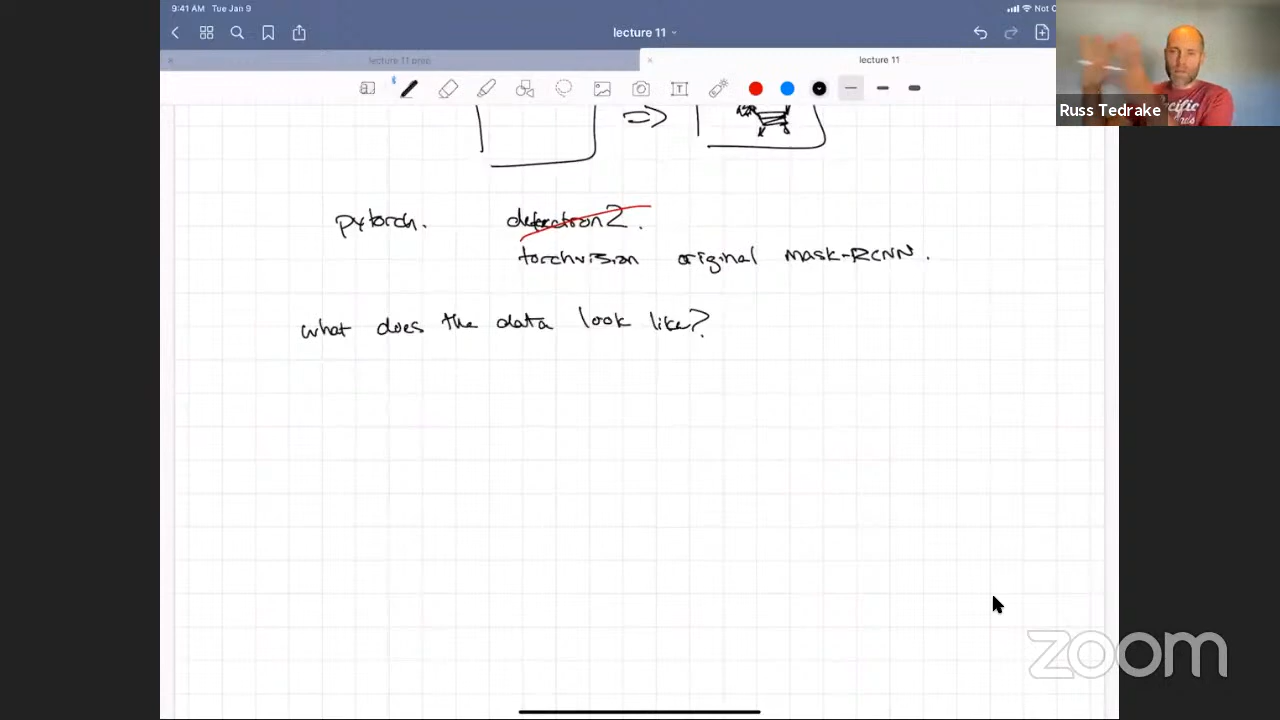 9:41 AM Tue Jan 9
Not C
lecture 11
lecture 11 prep
lecture 11
T
Russ Tedrake
pytorch. detectron2.
torchvision original mask-RCNN.
what does the data look like?
zoom